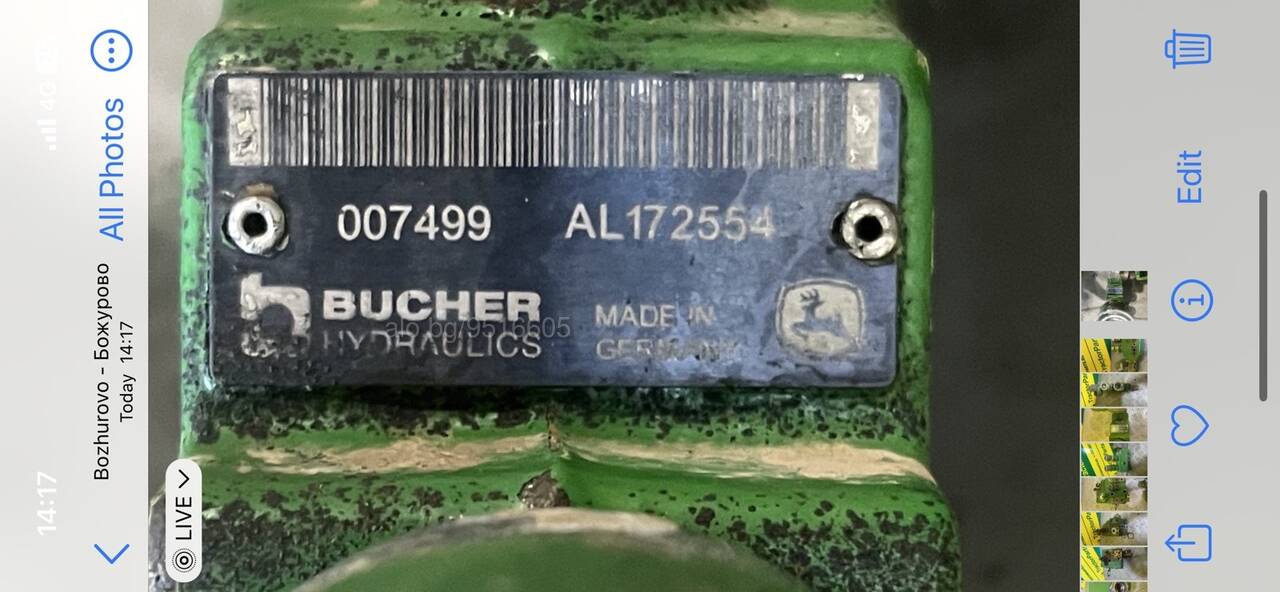 14:17
4G
All Photos
Bozhurovo - Божурово
Today 14:17
LIVE
007499 AL172554
BUCHER
HYDRAULICS
MADE IN
GERMANY
alo.bg/9516605
Edit